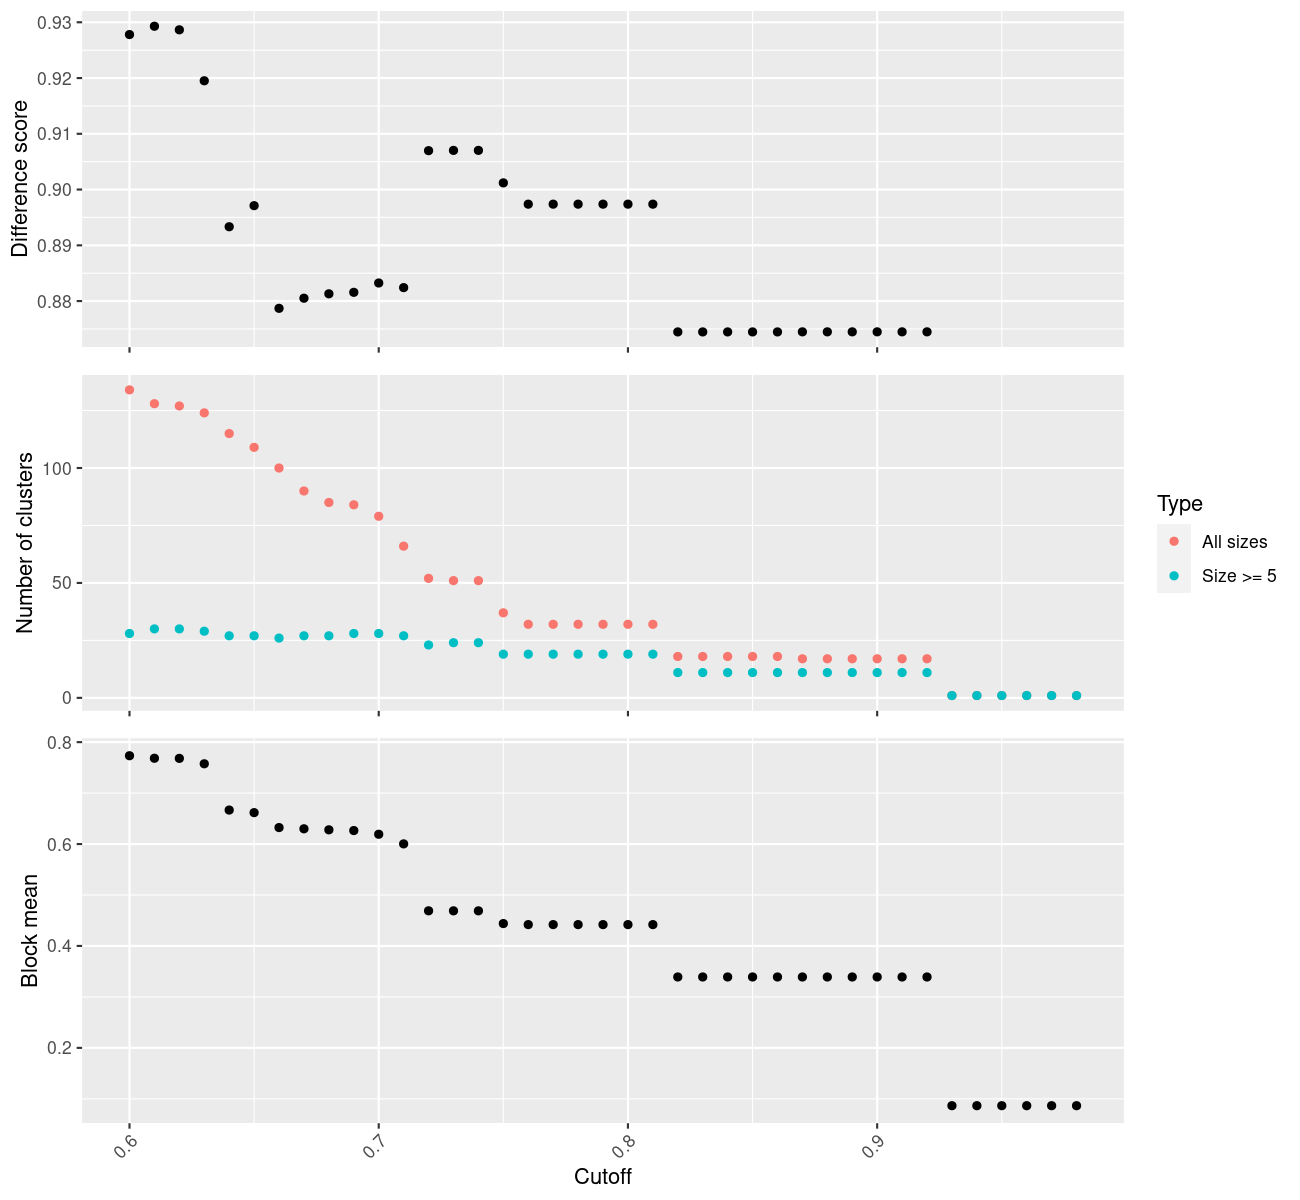 Difference score
0.93
0.92
0.91
0.90
0.89
0.88
Number of clusters
100
50
0
Type
All sizes
Size >= 5
Block mean
0.8
0.6
0.4
0.2
0.6 0.7 0.8 0.9
Cutoff